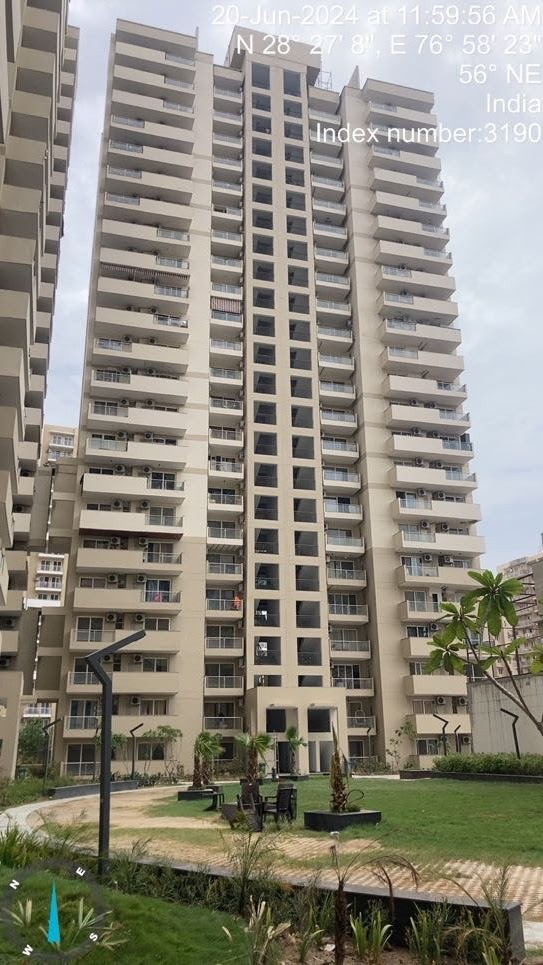 20-Jun-2024 at 11:59:56 AM
N 28° 27' 8", E 76° 58' 23"
56° NE
India
Index number:3190
N
E
W
S